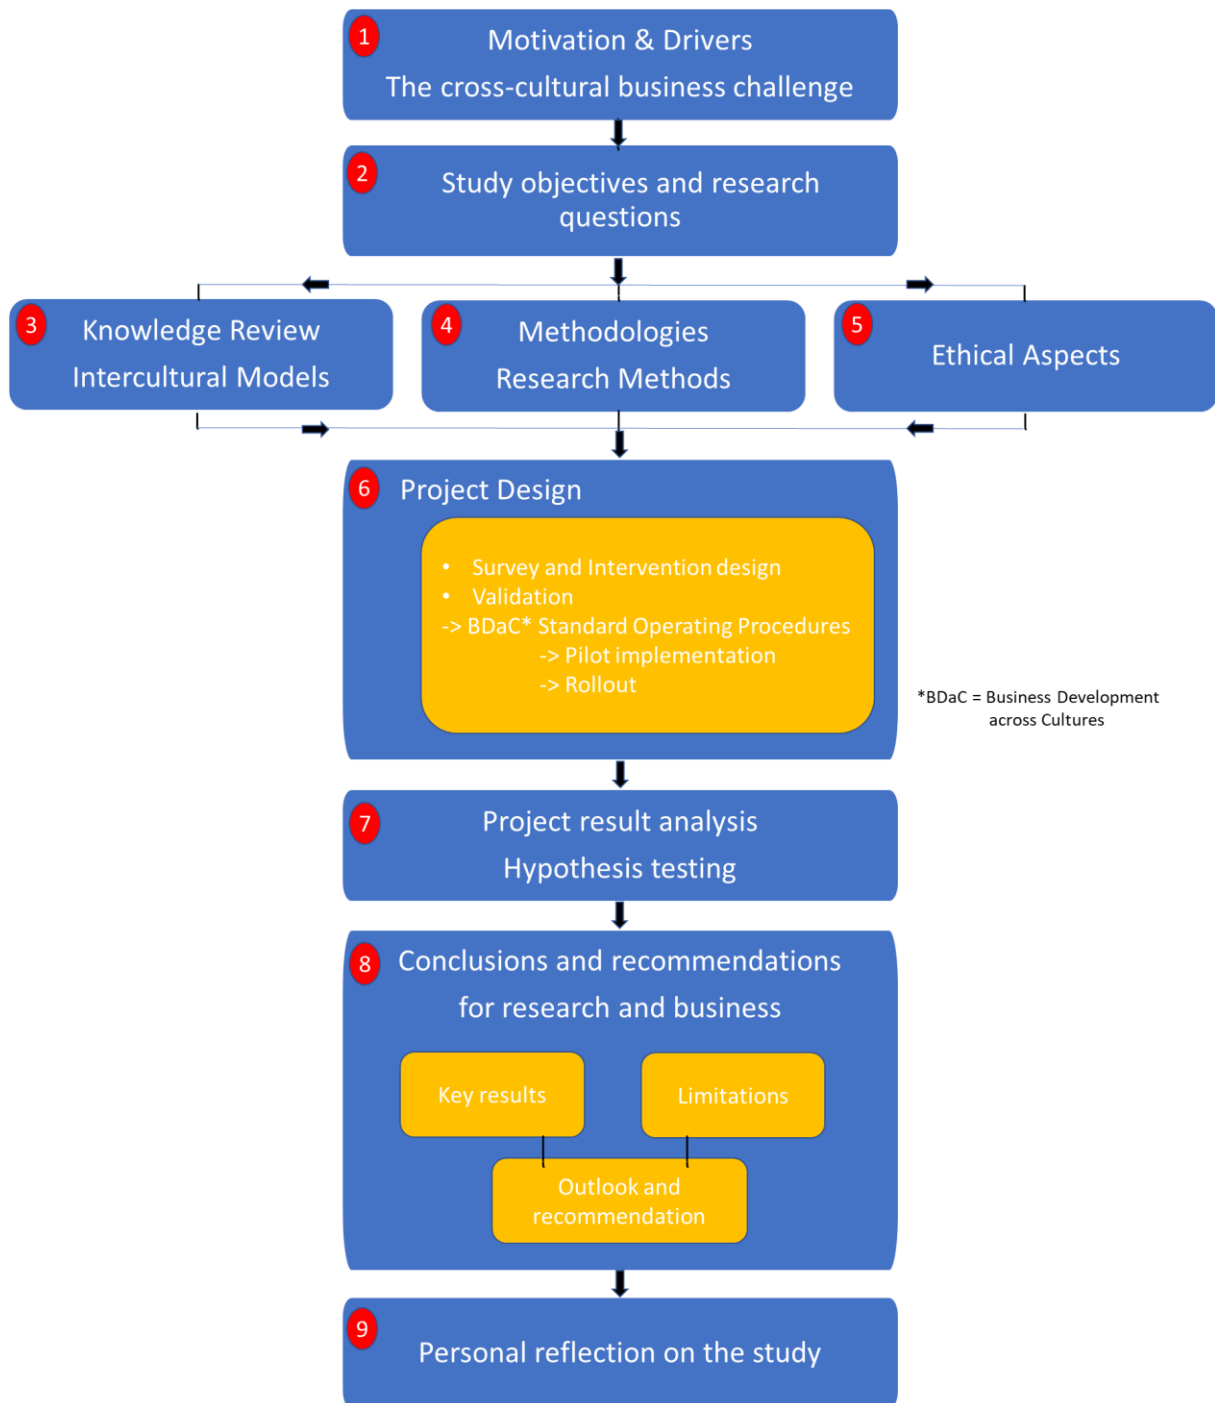 1
Motivation & Drivers
The cross-cultural business challenge
2
Study objectives and research
questions
3
Knowledge Review
Intercultural Models
4
Methodologies
Research Methods
5
Ethical Aspects
6
Project Design
• Survey and Intervention design
• Validation
-> BDaC* Standard Operating Procedures
-> Pilot implementation
-> Rollout
*BDaC = Business Development
across Cultures
7
Project result analysis
Hypothesis testing
8
Conclusions and recommendations
for research and business
Key results
Limitations
Outlook and
recommendation
9
Personal reflection on the study